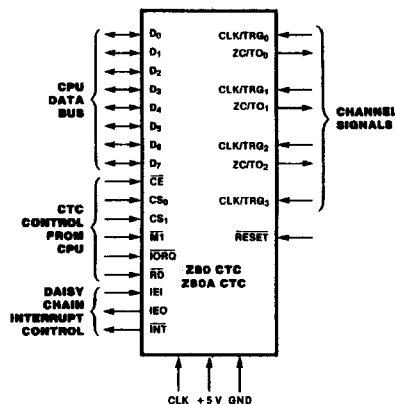 CPU
DATA
BUS
CTC
CONTROL
FROM
CPU
DAISY
CHAIN
INTERRUPT
CONTROL
D0
D1
D2
D3
D4
D5
D6
D7
CE
CS0
CS1
M1
IORQ
RD
IEI
IEO
INT
CLK/TRG0
ZC/TO0
CLK/TRG1
ZC/TO1
CLK/TRG2
ZC/TO2
CLK/TRG3
RESET
Z80 CTC
Z80A CTC
CHANNEL
SIGNALS
CLK +5 V GND